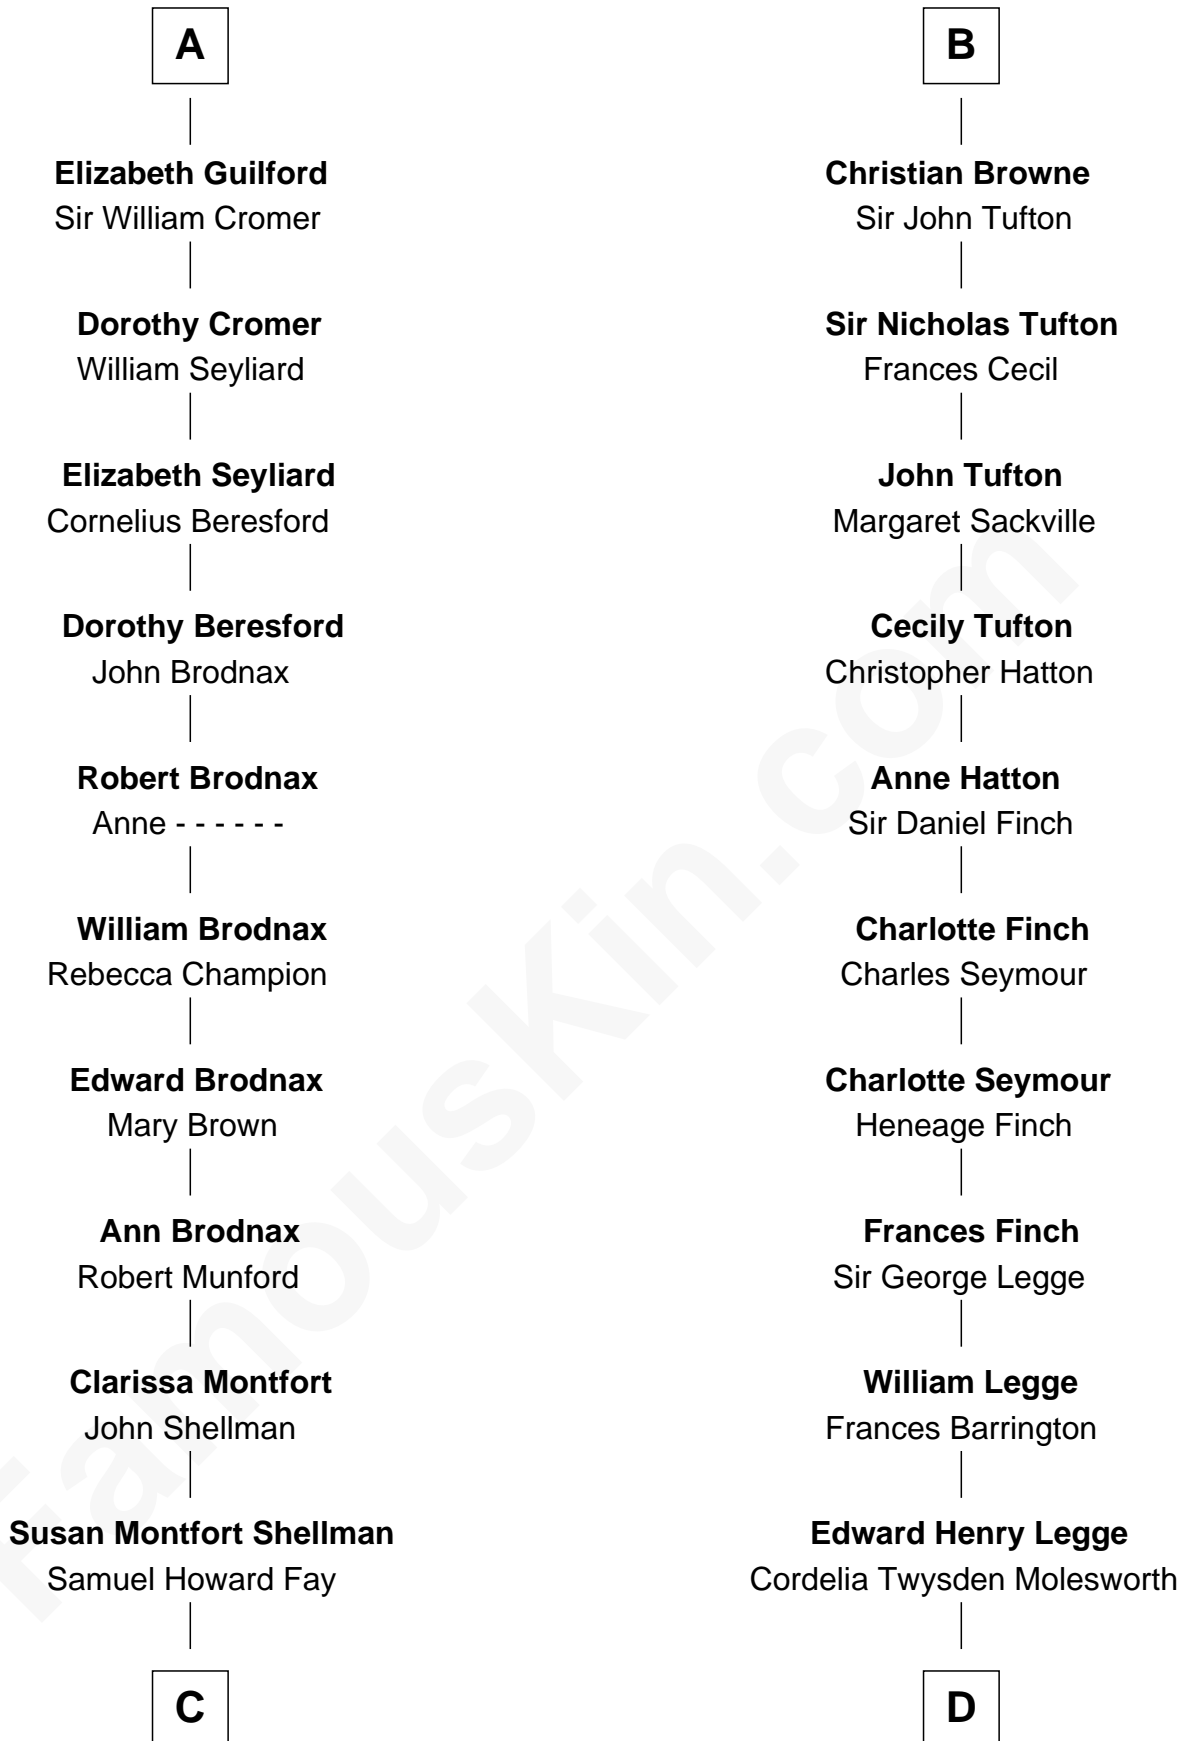 A
Elizabeth Guilford
Sir William Cromer
Dorothy Cromer
William Seyliard
Elizabeth Seyliard
Cornelius Beresford
Dorothy Beresford
John Brodnax
Robert Brodnax
Anne - - - - - -
William Brodnax
Rebecca Champion
Edward Brodnax
Mary Brown
Ann Brodnax
Robert Munford
Clarissa Montfort
John Shellman
Susan Montfort Shellman
Samuel Howard Fay
C
B
Christian Browne
Sir John Tufton
Sir Nicholas Tufton
Frances Cecil
John Tufton
Margaret Sackville
Cecily Tufton
Christopher Hatton
Anne Hatton
Sir Daniel Finch
Charlotte Finch
Charles Seymour
Charlotte Seymour
Heneage Finch
Frances Finch
Sir George Legge
William Legge
Frances Barrington
Edward Henry Legge
Cordelia Twysden Molesworth
D
FamousKin.com